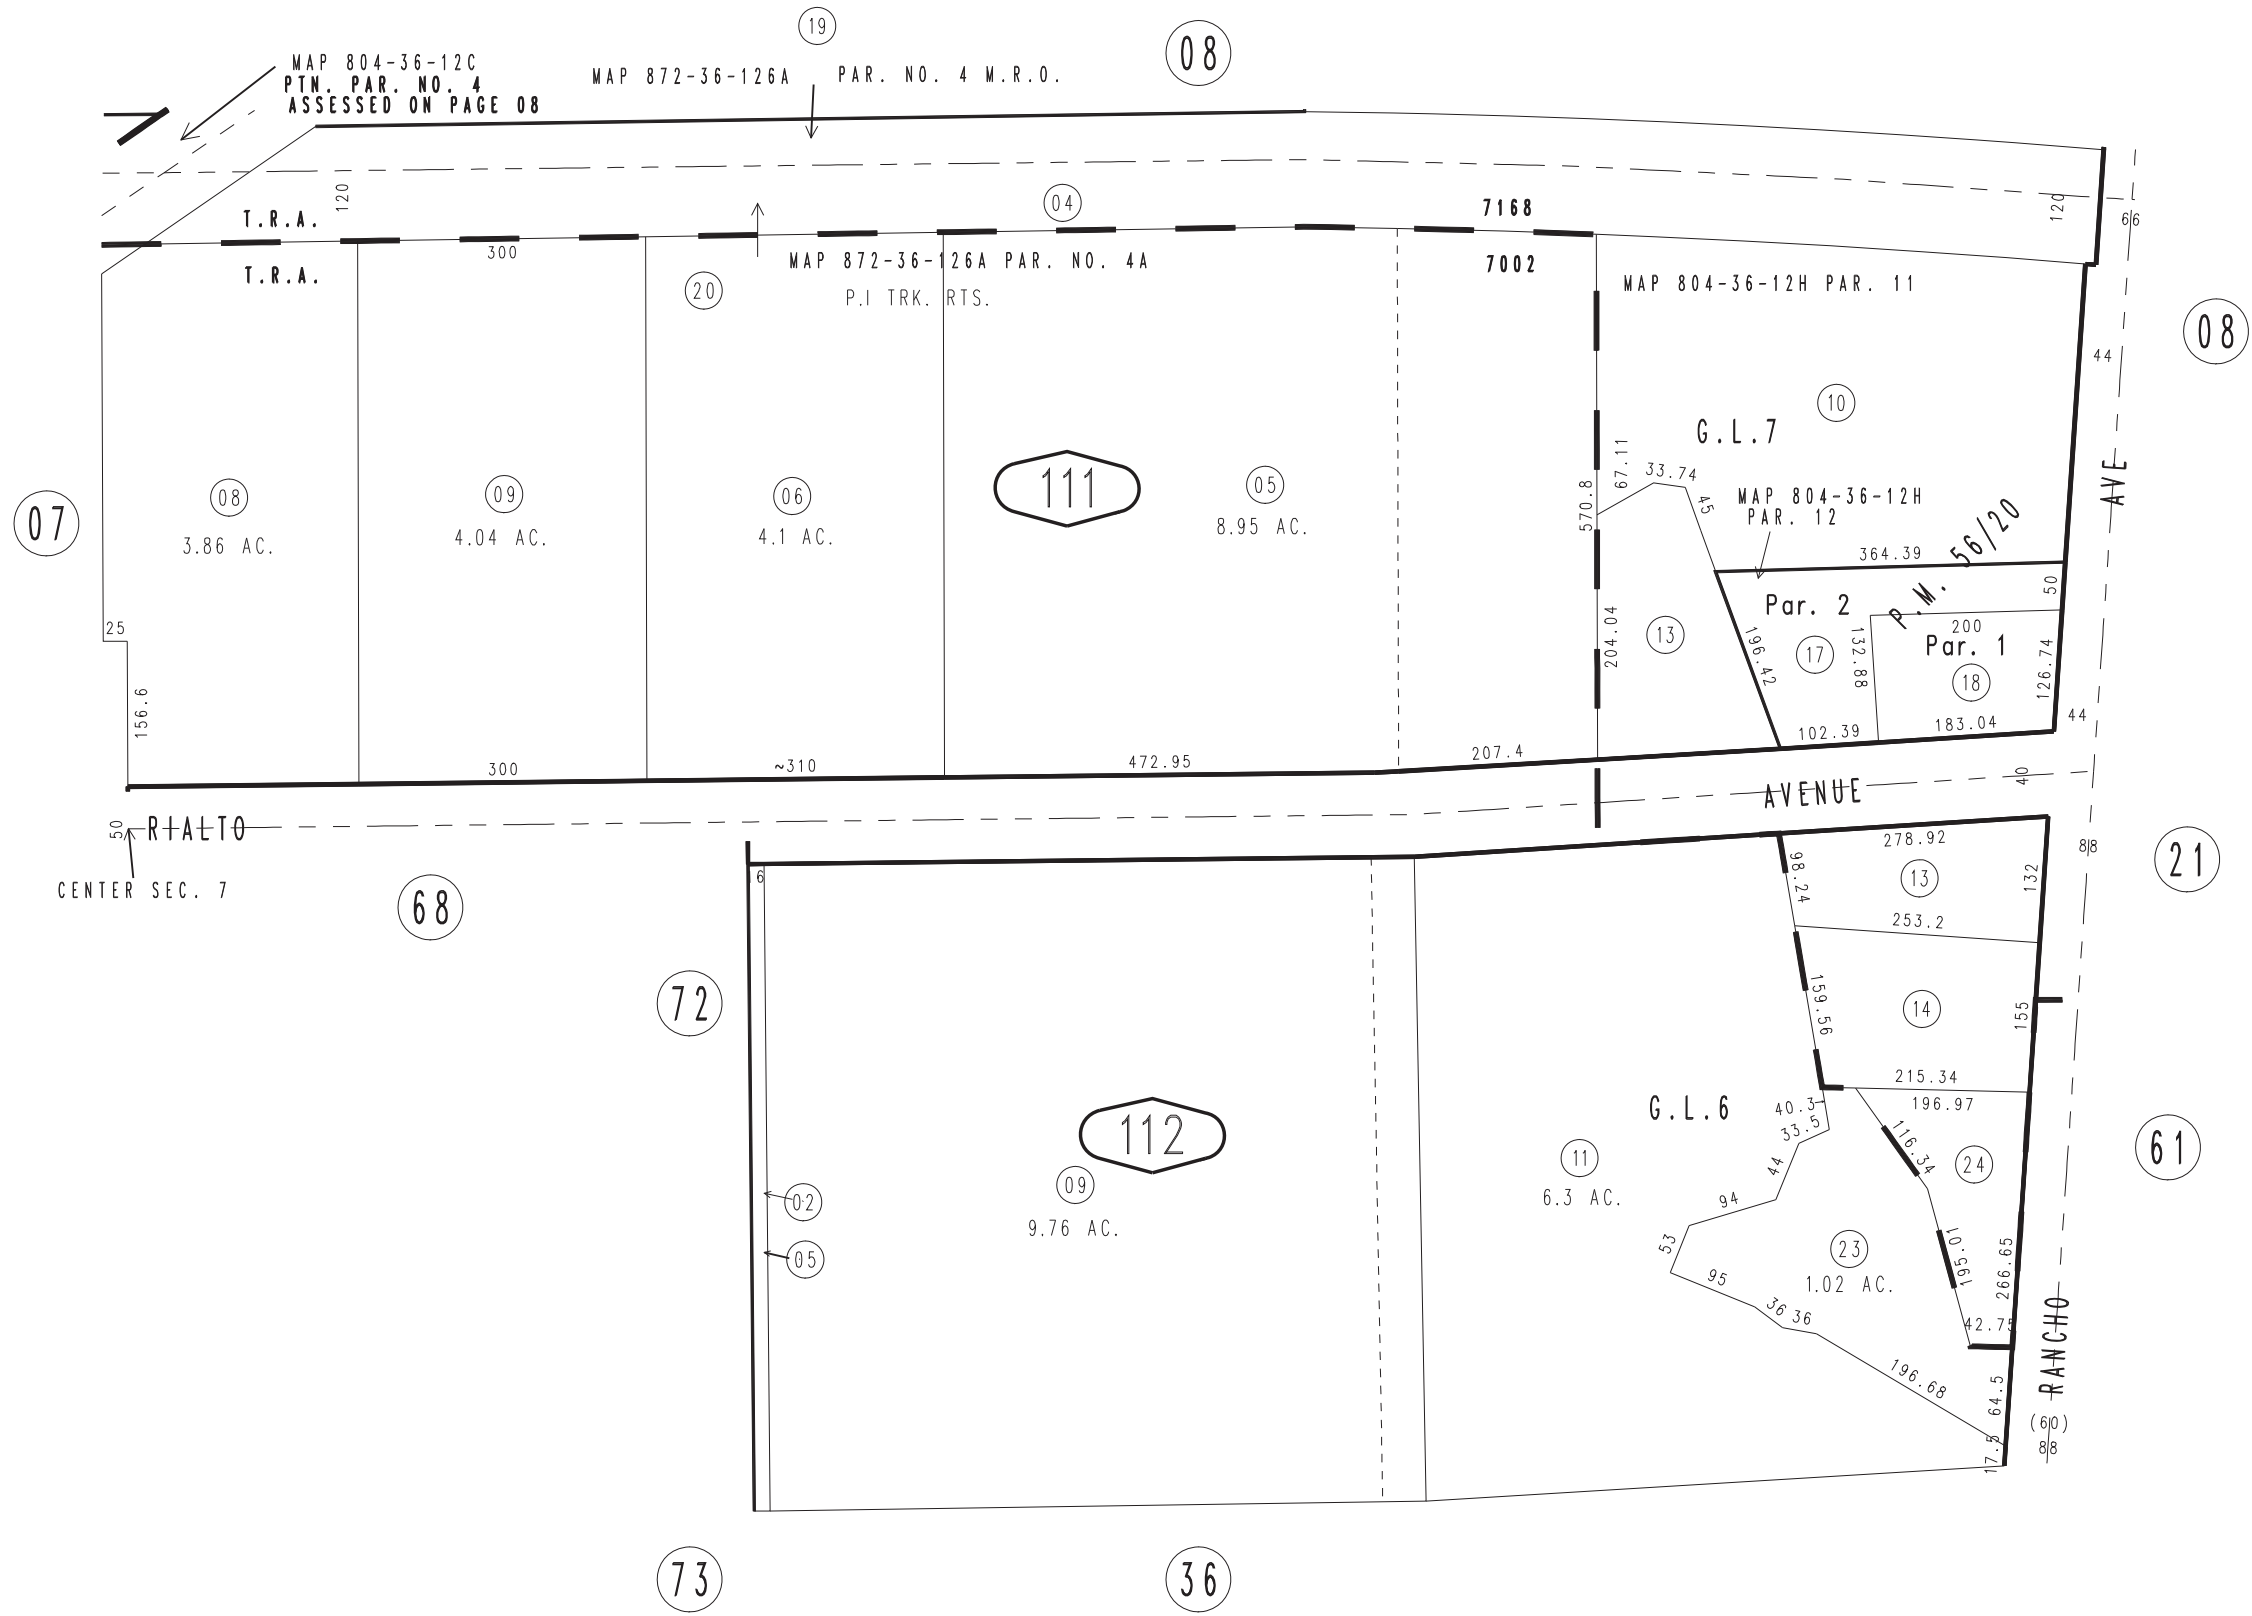 19
08
MAP 804-36-12C
PTN. PAR. NO. 4
ASSESSED ON PAGE 08
MAP 872-36-126A
PAR. NO. 4 M.R.O.
120
T.R.A.
T.R.A.
300
04
7168
7002
120
66
MAP 872-36-126A PAR. NO. 4A
P.I TRK. RTS.
20
MAP 804-36-12H PAR. 11
08
44
10
G.L.7
AVE
07
08
3.86 AC.
09
4.04 AC.
06
4.1 AC.
111
05
8.95 AC.
570.8
67.11
33.74
45
MAP 804-36-12H
PAR. 12
364.39
P.M. 56/20
50
25
156.6
204.04
13
Par. 2
196.42
17
132.88
200
Par. 1
18
126.74
44
102.39
183.04
300
~310
472.95
207.4
50
RIALTO
AVENUE
40
CENTER SEC. 7
68
16
278.92
88
21
98.24
13
132
253.2
72
159.56
14
155
215.34
196.97
G.L.6
40.3
33.5
44
116.34
24
61
112
09
9.76 AC.
02
05
11
6.3 AC.
94
53
95
36 36
23
1.02 AC.
195.01
266.65
42.75
RANCHO
196.68
64.5
(60)
88
17.5
73
36